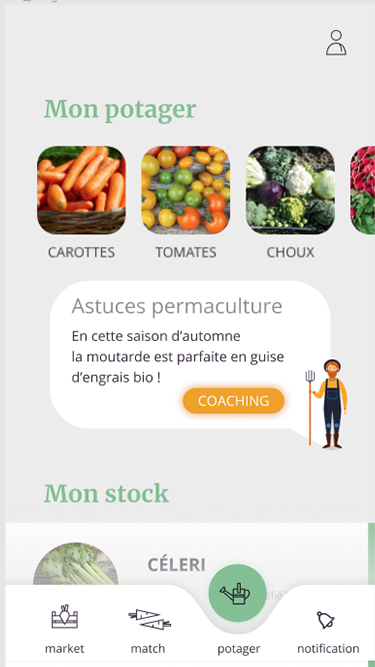 Mon potager
CAROTTES
TOMATES
CHOUX
Astuces permaculture
En cette saison d'automne
la moutarde est parfaite en guise
d'engrais bio !
COACHING
Mon stock
CÉLERI
market
match
potager
notification